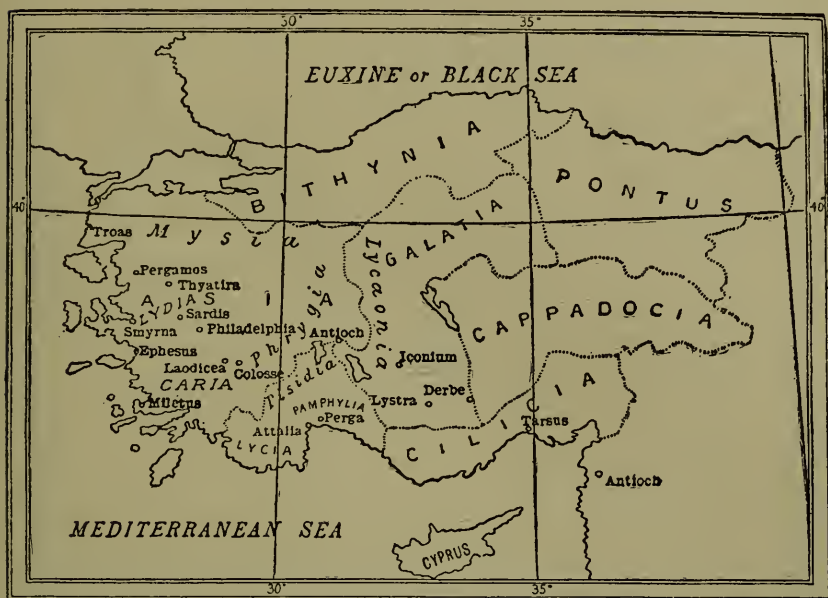 30° 35°
EUXINE or BLACK SEA
BITHYNIA
PONTUS
40° 40°
GALATIA
Troas
Mysia
Lycaonia
Pergamos
Thyatira
ASIA
LYDIA
Sardis
Phrygia
CAPPADOCIA
Smyrna
Philadelphia
Antioch
Ephesus
Iconium
Laodicea
Colosse
CARIA
Pisidia
Derbe
Lystra
PAMPHYLIA
Perga
CILICIA
Tarsus
Attalia
LYCIA
Antioch
MEDITERRANEAN SEA
CYPRUS
30° 35°